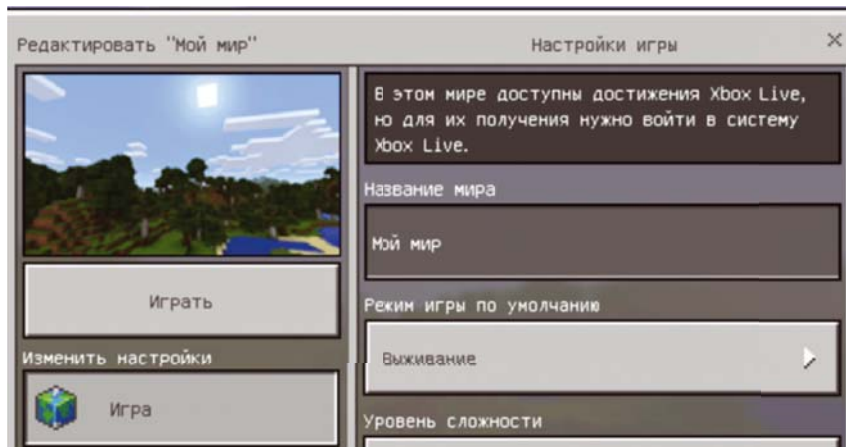 Редактировать "Мой мир"
Настройки игры
В этом мире доступны достижения Xbox Live,
но для их получения нужно войти в систему
Xbox Live.
Название мира
Мой мир
Играть
Режим игры по умолчанию
Изменить настройки
Выживание
Игра
Уровень сложности